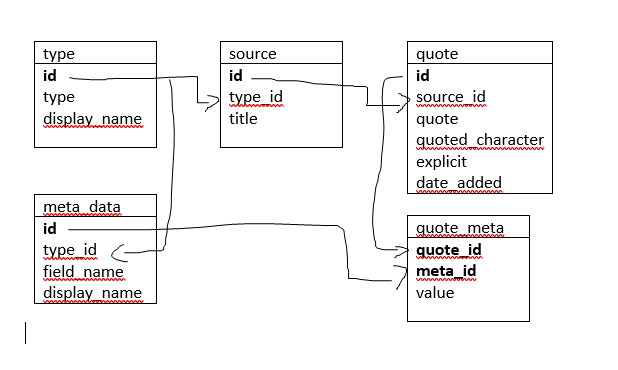 type
id
type
display_name
source
id
type_id
title
quote
id
source_id
quote
quoted_character
explicit
date_added
meta_data
id
type_id
field_name
display_name
quote_meta
quote_id
meta_id
value